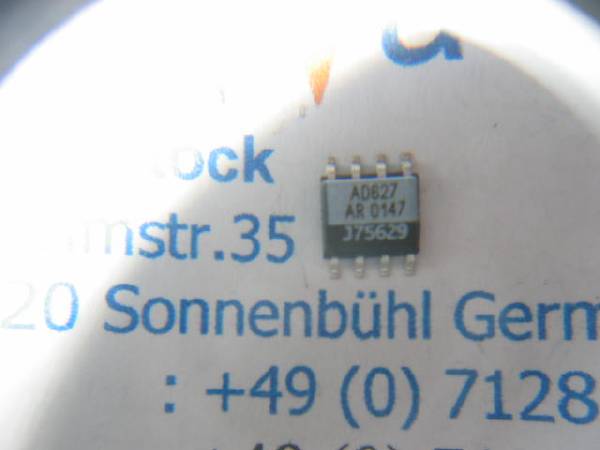 ock
mstr.35
AD627
AR 0147
J75629
20 Sonnenbühl Germ
: +49 (0) 7128